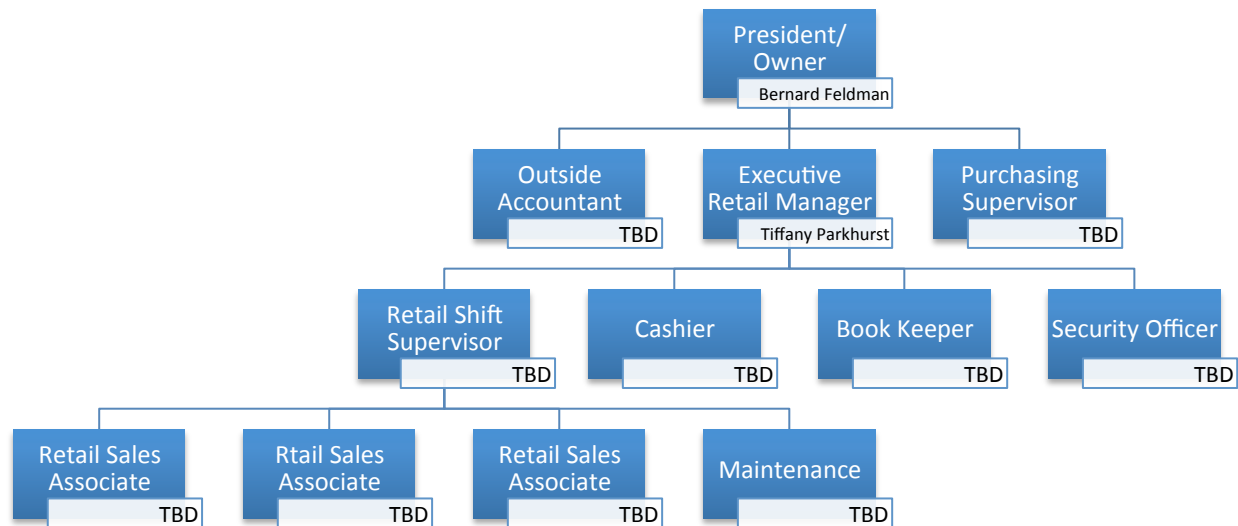 President/
Owner
Bernard Feldman
Outside
Accountant
TBD
Executive
Retail Manager
Tiffany Parkhurst
Purchasing
Supervisor
TBD
Retail Shift
Supervisor
TBD
Cashier
TBD
Book Keeper
TBD
Security Officer
TBD
Retail Sales
Associate
TBD
Rtail Sales
Associate
TBD
Retail Sales
Associate
TBD
Maintenance
TBD